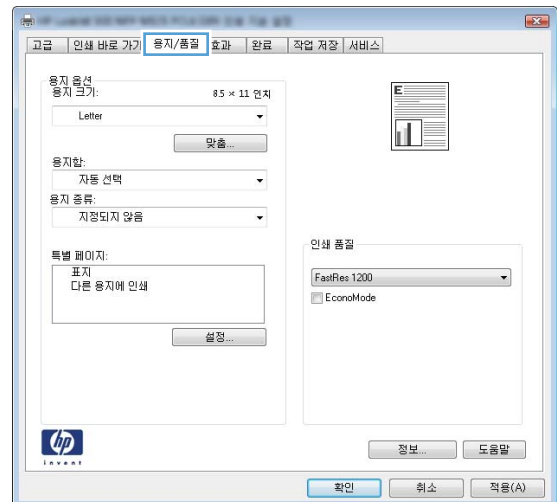 고급 인쇄 바로 가기 용지/품질 효과 완료 작업 저장 서비스
용지 옵션
용지 크기: 8.5 × 11 인치
Letter
맞춤...
용지함:
자동 선택
용지 종류:
지정되지 않음
특별 페이지:
표지
다른 용지에 인쇄
설정...
E
인쇄 품질
FastRes 1200
EconoMode
hp
invent
정보... 도움말
확인 취소 적용(A)